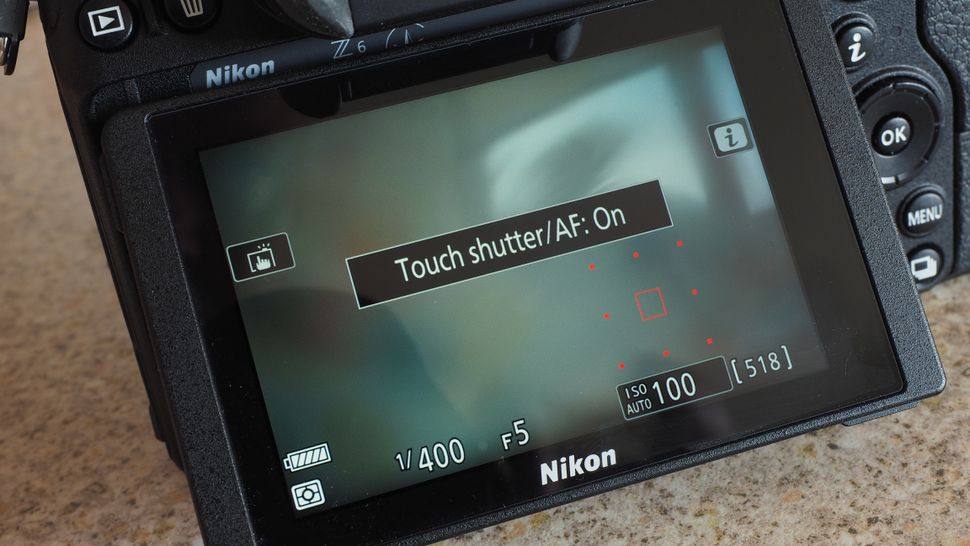 Z 6
Nikon
i
OK
MENU
i
Touch shutter/AF: On
ISO AUTO 100 [518]
1/400 F5
Nikon